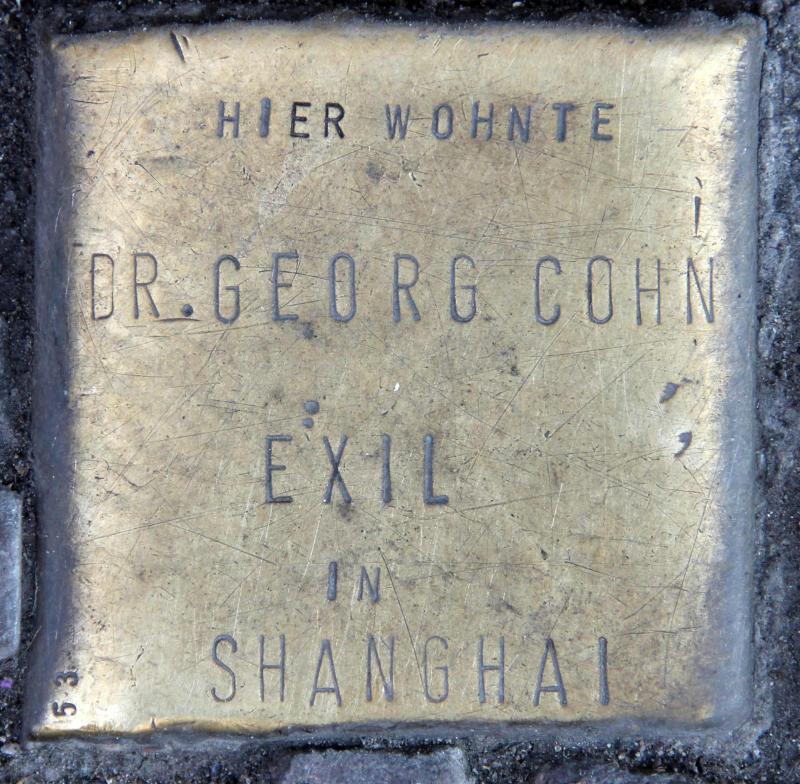 HIER WOHNTE
DR. GEORG COHN
EXIL
IN
SHANGHAI
53